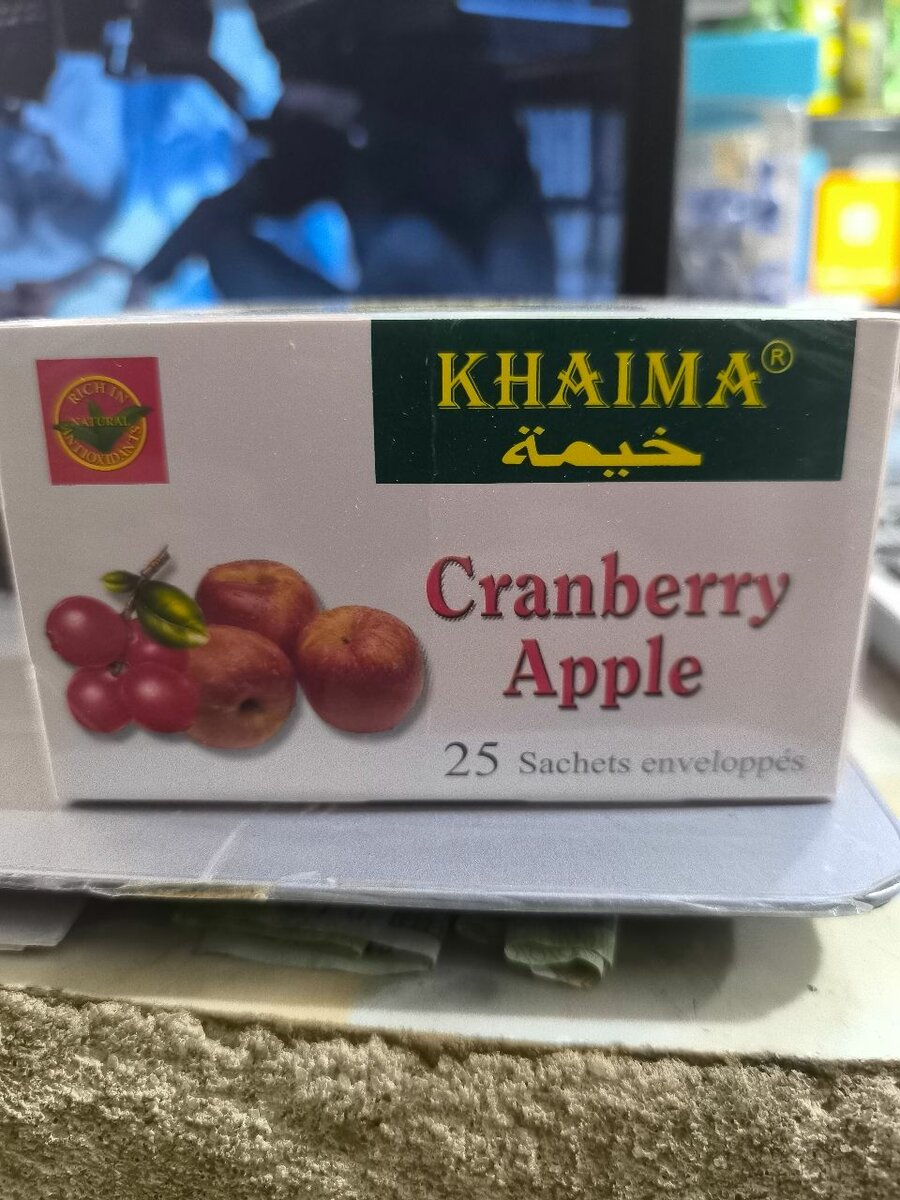 RICH IN
NATURAL
ANTIOXIDANTS
KHAIMA®
خيمة
Cranberry
Apple
25 Sachets enveloppés